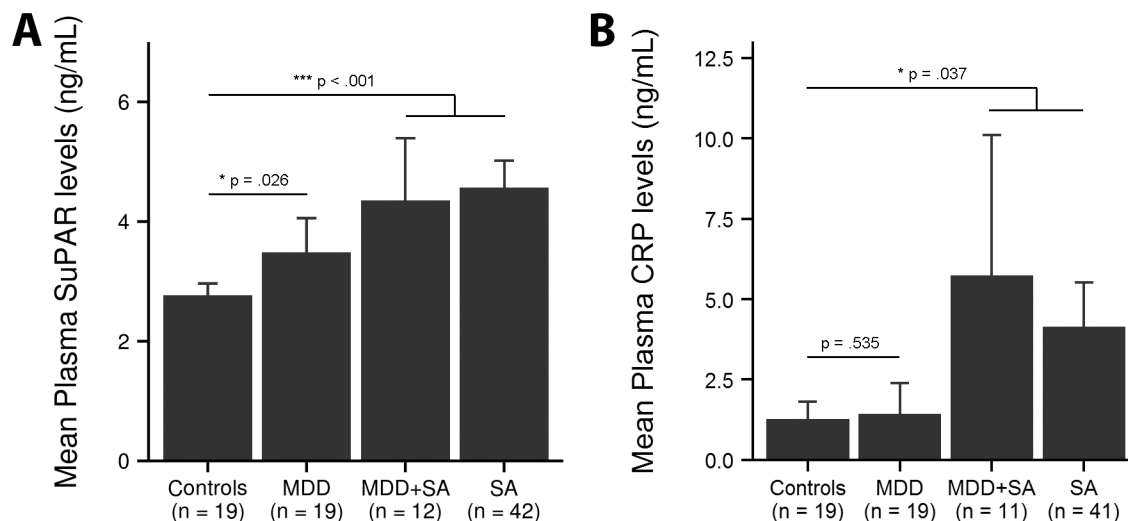 A
Mean Plasma SuPAR levels (ng/mL)
6
4
2
0
*** p < .001
* p = .026
Controls
(n = 19)
MDD
(n = 19)
MDD+SA
(n = 12)
SA
(n = 42)
B
Mean Plasma CRP levels (ng/mL)
12.5
10.0
7.5
5.0
2.5
0.0
* p = .037
p = .535
Controls
(n = 19)
MDD
(n = 19)
MDD+SA
(n = 11)
SA
(n = 41)